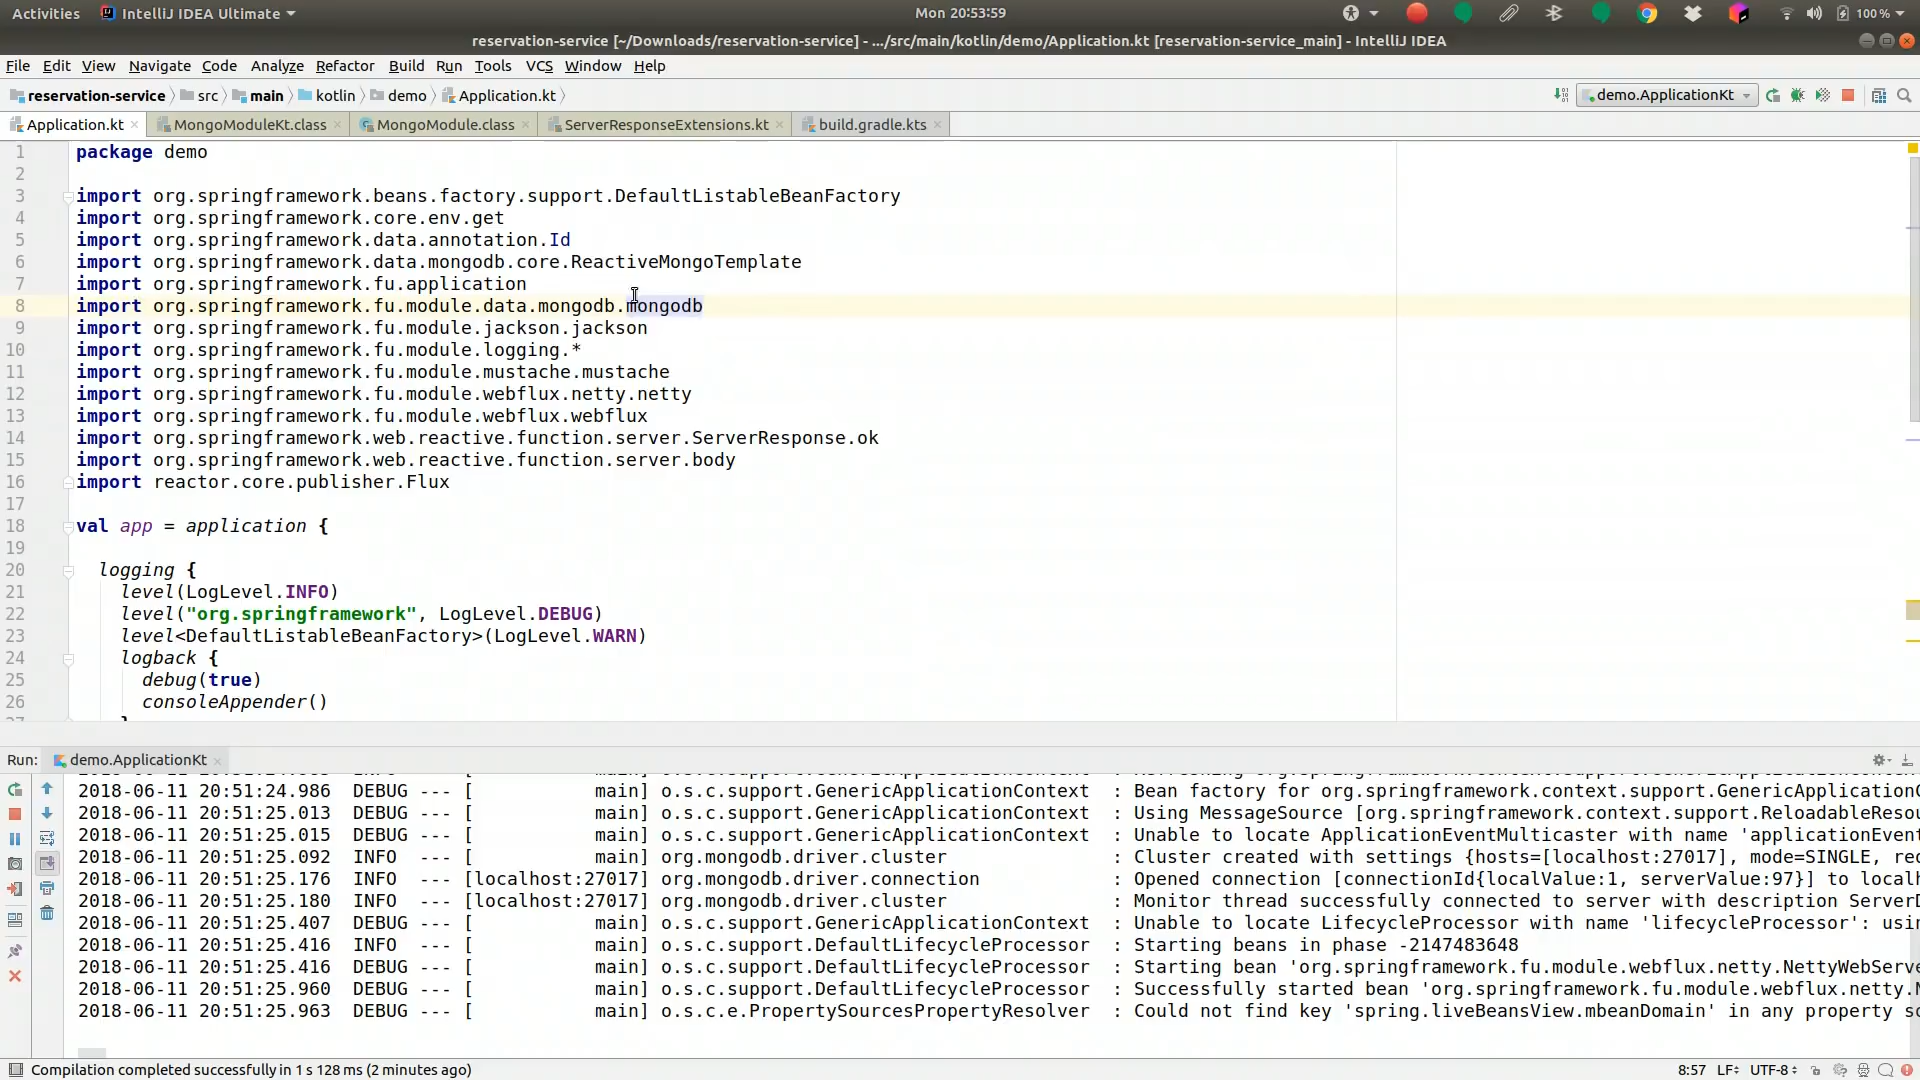 Activities IntelliJ IDEA Ultimate Mon 20:53:59 100 %
reservation-service [~/Downloads/reservation-service] - .../src/main/kotlin/demo/Application.kt [reservation-service_main] - IntelliJ IDEA
File Edit View Navigate Code Analyze Refactor Build Run Tools VCS Window Help
reservation-service src main kotlin demo Application.kt demo.ApplicationKt
Application.kt MongoModuleKt.class MongoModule.class ServerResponseExtensions.kt build.gradle.kts
1 package demo
2
3 import org.springframework.beans.factory.support.DefaultListableBeanFactory
4 import org.springframework.core.env.get
5 import org.springframework.data.annotation.Id
6 import org.springframework.data.mongodb.core.ReactiveMongoTemplate
7 import org.springframework.fu.application
8 import org.springframework.fu.module.data.mongodb.mongodb
9 import org.springframework.fu.module.jackson.jackson
10 import org.springframework.fu.module.logging.*
11 import org.springframework.fu.module.mustache.mustache
12 import org.springframework.fu.module.webflux.netty.netty
13 import org.springframework.fu.module.webflux.webflux
14 import org.springframework.web.reactive.function.server.ServerResponse.ok
15 import org.springframework.web.reactive.function.server.body
16 import reactor.core.publisher.Flux
17
18 val app = application {
19
20 logging {
21 level(LogLevel.INFO)
22 level("org.springframework", LogLevel.DEBUG)
23 level<DefaultListableBeanFactory>(LogLevel.WARN)
24 logback {
25 debug(true)
26 consoleAppender()
Run: demo.ApplicationKt
2018-06-11 20:51:24.986 DEBUG --- [ main] o.s.c.support.GenericApplicationContext : Bean factory for org.springframework.context.support.GenericApplicationC
2018-06-11 20:51:25.013 DEBUG --- [ main] o.s.c.support.GenericApplicationContext : Using MessageSource [org.springframework.context.support.ReloadableResou
2018-06-11 20:51:25.015 DEBUG --- [ main] o.s.c.support.GenericApplicationContext : Unable to locate ApplicationEventMulticaster with name 'applicationEvent
2018-06-11 20:51:25.092 INFO --- [ main] org.mongodb.driver.cluster : Cluster created with settings {hosts=[localhost:27017], mode=SINGLE, req
2018-06-11 20:51:25.176 INFO --- [localhost:27017] org.mongodb.driver.connection : Opened connection [connectionId{localValue:1, serverValue:97}] to localh
2018-06-11 20:51:25.180 INFO --- [localhost:27017] org.mongodb.driver.cluster : Monitor thread successfully connected to server with description ServerD
2018-06-11 20:51:25.407 DEBUG --- [ main] o.s.c.support.GenericApplicationContext : Unable to locate LifecycleProcessor with name 'lifecycleProcessor': usin
2018-06-11 20:51:25.416 INFO --- [ main] o.s.c.support.DefaultLifecycleProcessor : Starting beans in phase -2147483648
2018-06-11 20:51:25.416 DEBUG --- [ main] o.s.c.support.DefaultLifecycleProcessor : Starting bean 'org.springframework.fu.module.webflux.netty.NettyWebServe
2018-06-11 20:51:25.960 DEBUG --- [ main] o.s.c.support.DefaultLifecycleProcessor : Successfully started bean 'org.springframework.fu.module.webflux.netty.N
2018-06-11 20:51:25.963 DEBUG --- [ main] o.s.c.e.PropertySourcesPropertyResolver : Could not find key 'spring.liveBeansView.mbeanDomain' in any property so
Compilation completed successfully in 1 s 128 ms (2 minutes ago) 8:57 LF UTF-8